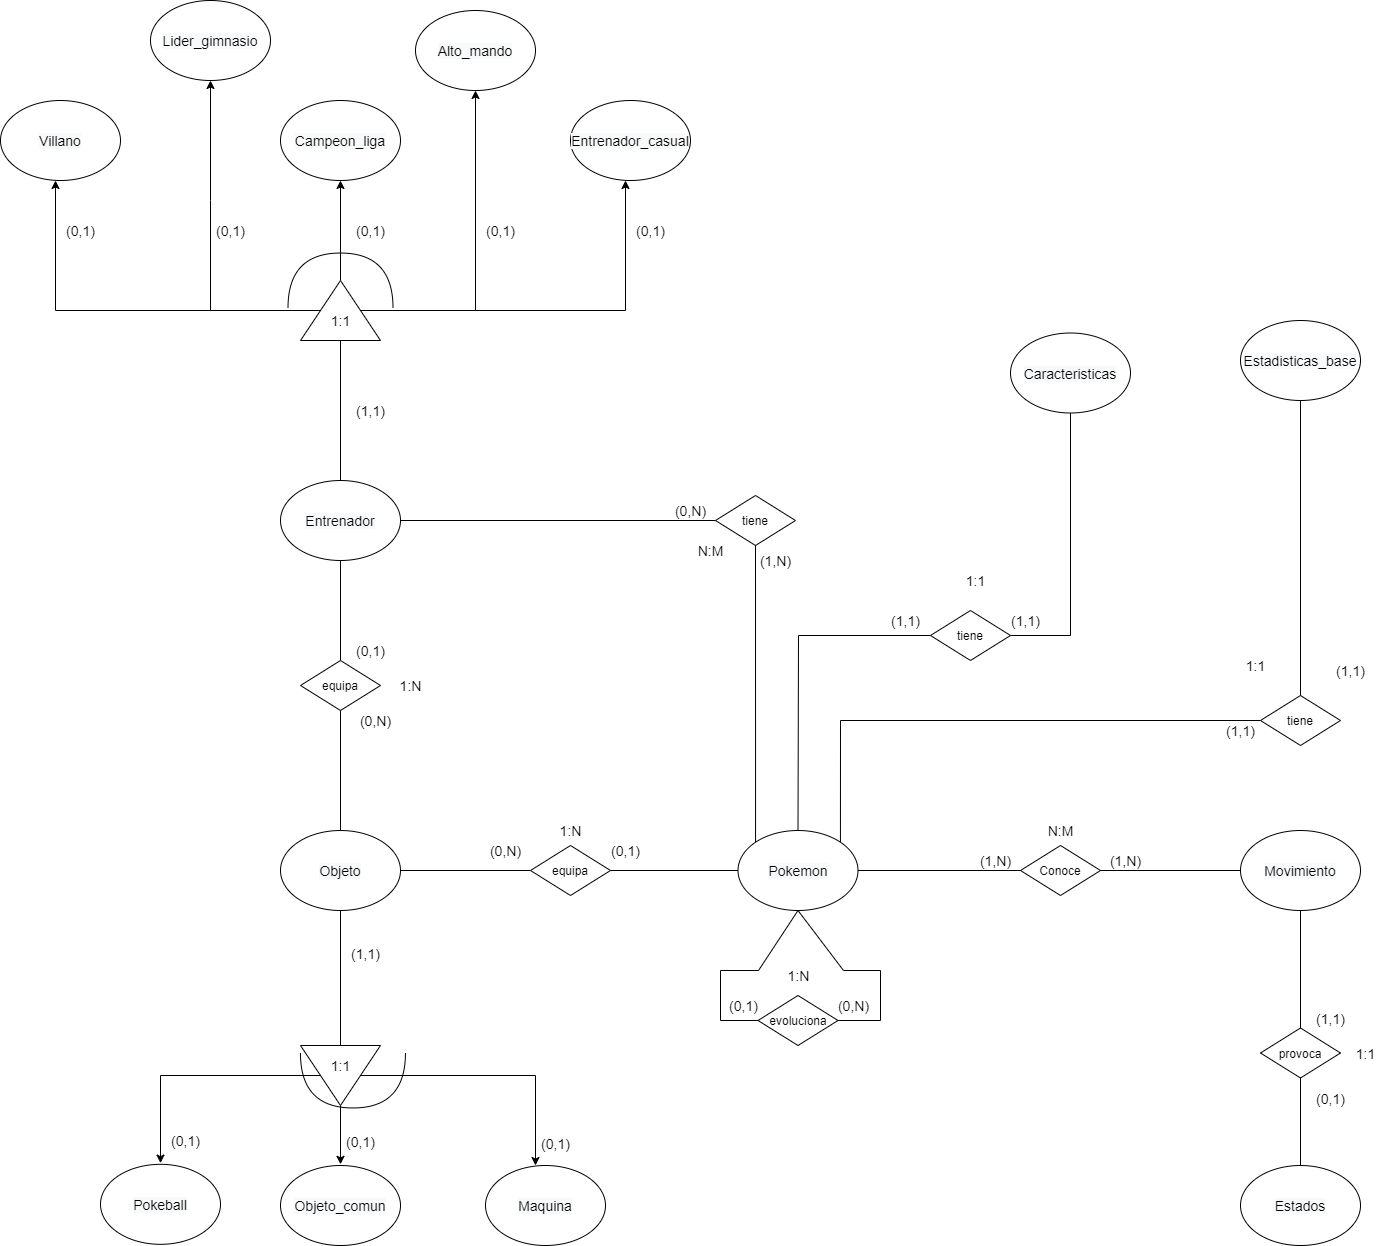 Lider_gimnasio
Alto_mando
Villano
Campeon_liga
Entrenador_casual
(0,1)
(0,1)
(0,1)
(0,1)
(0,1)
1:1
Caracteristicas
Estadisticas_base
(1,1)
Entrenador
(0,N)
tiene
N:M
(1,N)
1:1
(1,1)
tiene
(1,1)
(0,1)
equipa
1:N
(0,N)
1:1
(1,1)
tiene
(1,1)
1:N
(0,N)
equipa
(0,1)
Objeto
Pokemon
N:M
(1,N)
Conoce
(1,N)
Movimiento
(1,1)
1:N
(0,1)
evoluciona
(0,N)
(1,1)
provoca
1:1
(0,1)
1:1
(0,1)
(0,1)
(0,1)
Pokeball
Objeto_comun
Maquina
Estados